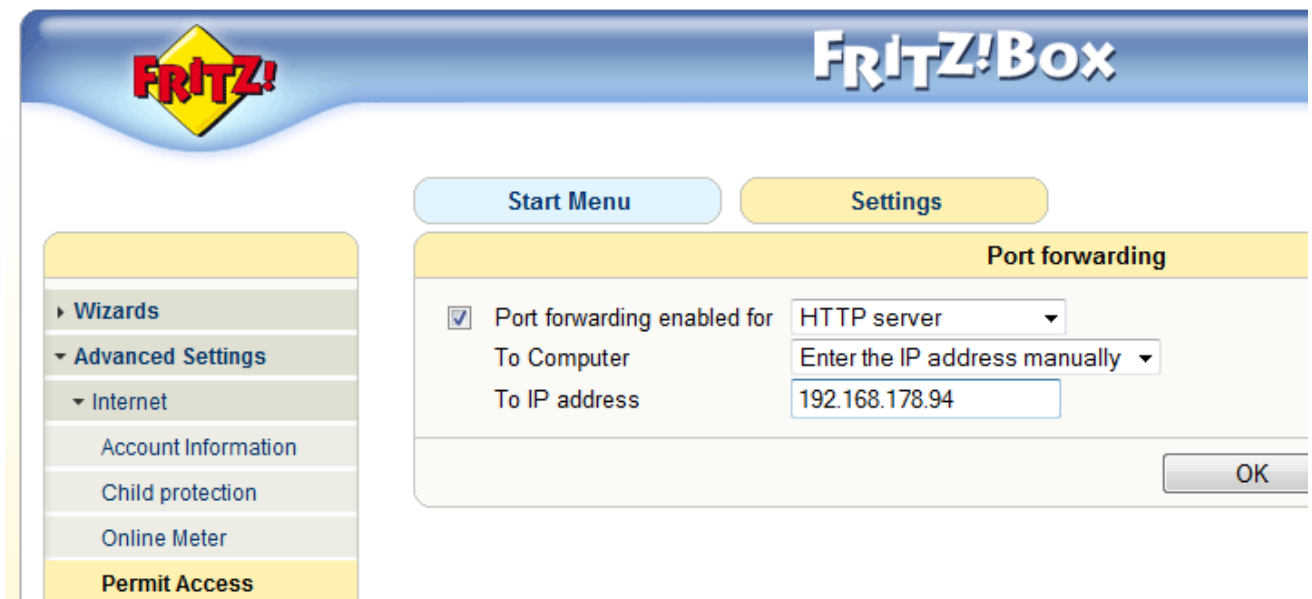 FRITZ!
FRITZ!BOX
Start Menu
Settings
Port forwarding
Wizards
Advanced Settings
Internet
Account Information
Child protection
Online Meter
Permit Access
Port forwarding enabled for HTTP server
To Computer Enter the IP address manually
To IP address 192.168.178.94
OK